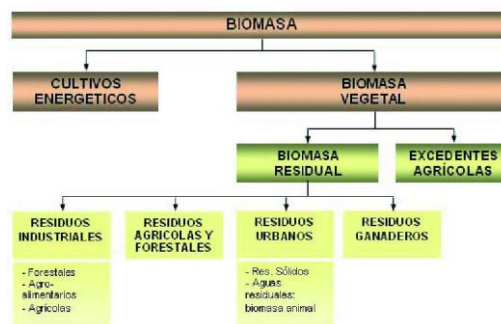 BIOMASA
CULTIVOS
ENERGETICOS
BIOMASA
VEGETAL
BIOMASA
RESIDUAL
EXCEDENTES
AGRÍCOLAS
RESIDUOS
INDUSTRIALES
RESIDUOS
AGRICOLAS Y
FORESTALES
RESIDUOS
URBANOS
RESIDUOS
GANADEROS
- Forestales
- Agro-
alimentarios
- Agrícolas
- Res. Sólidos
- Aguas
residuales:
biomasa animal